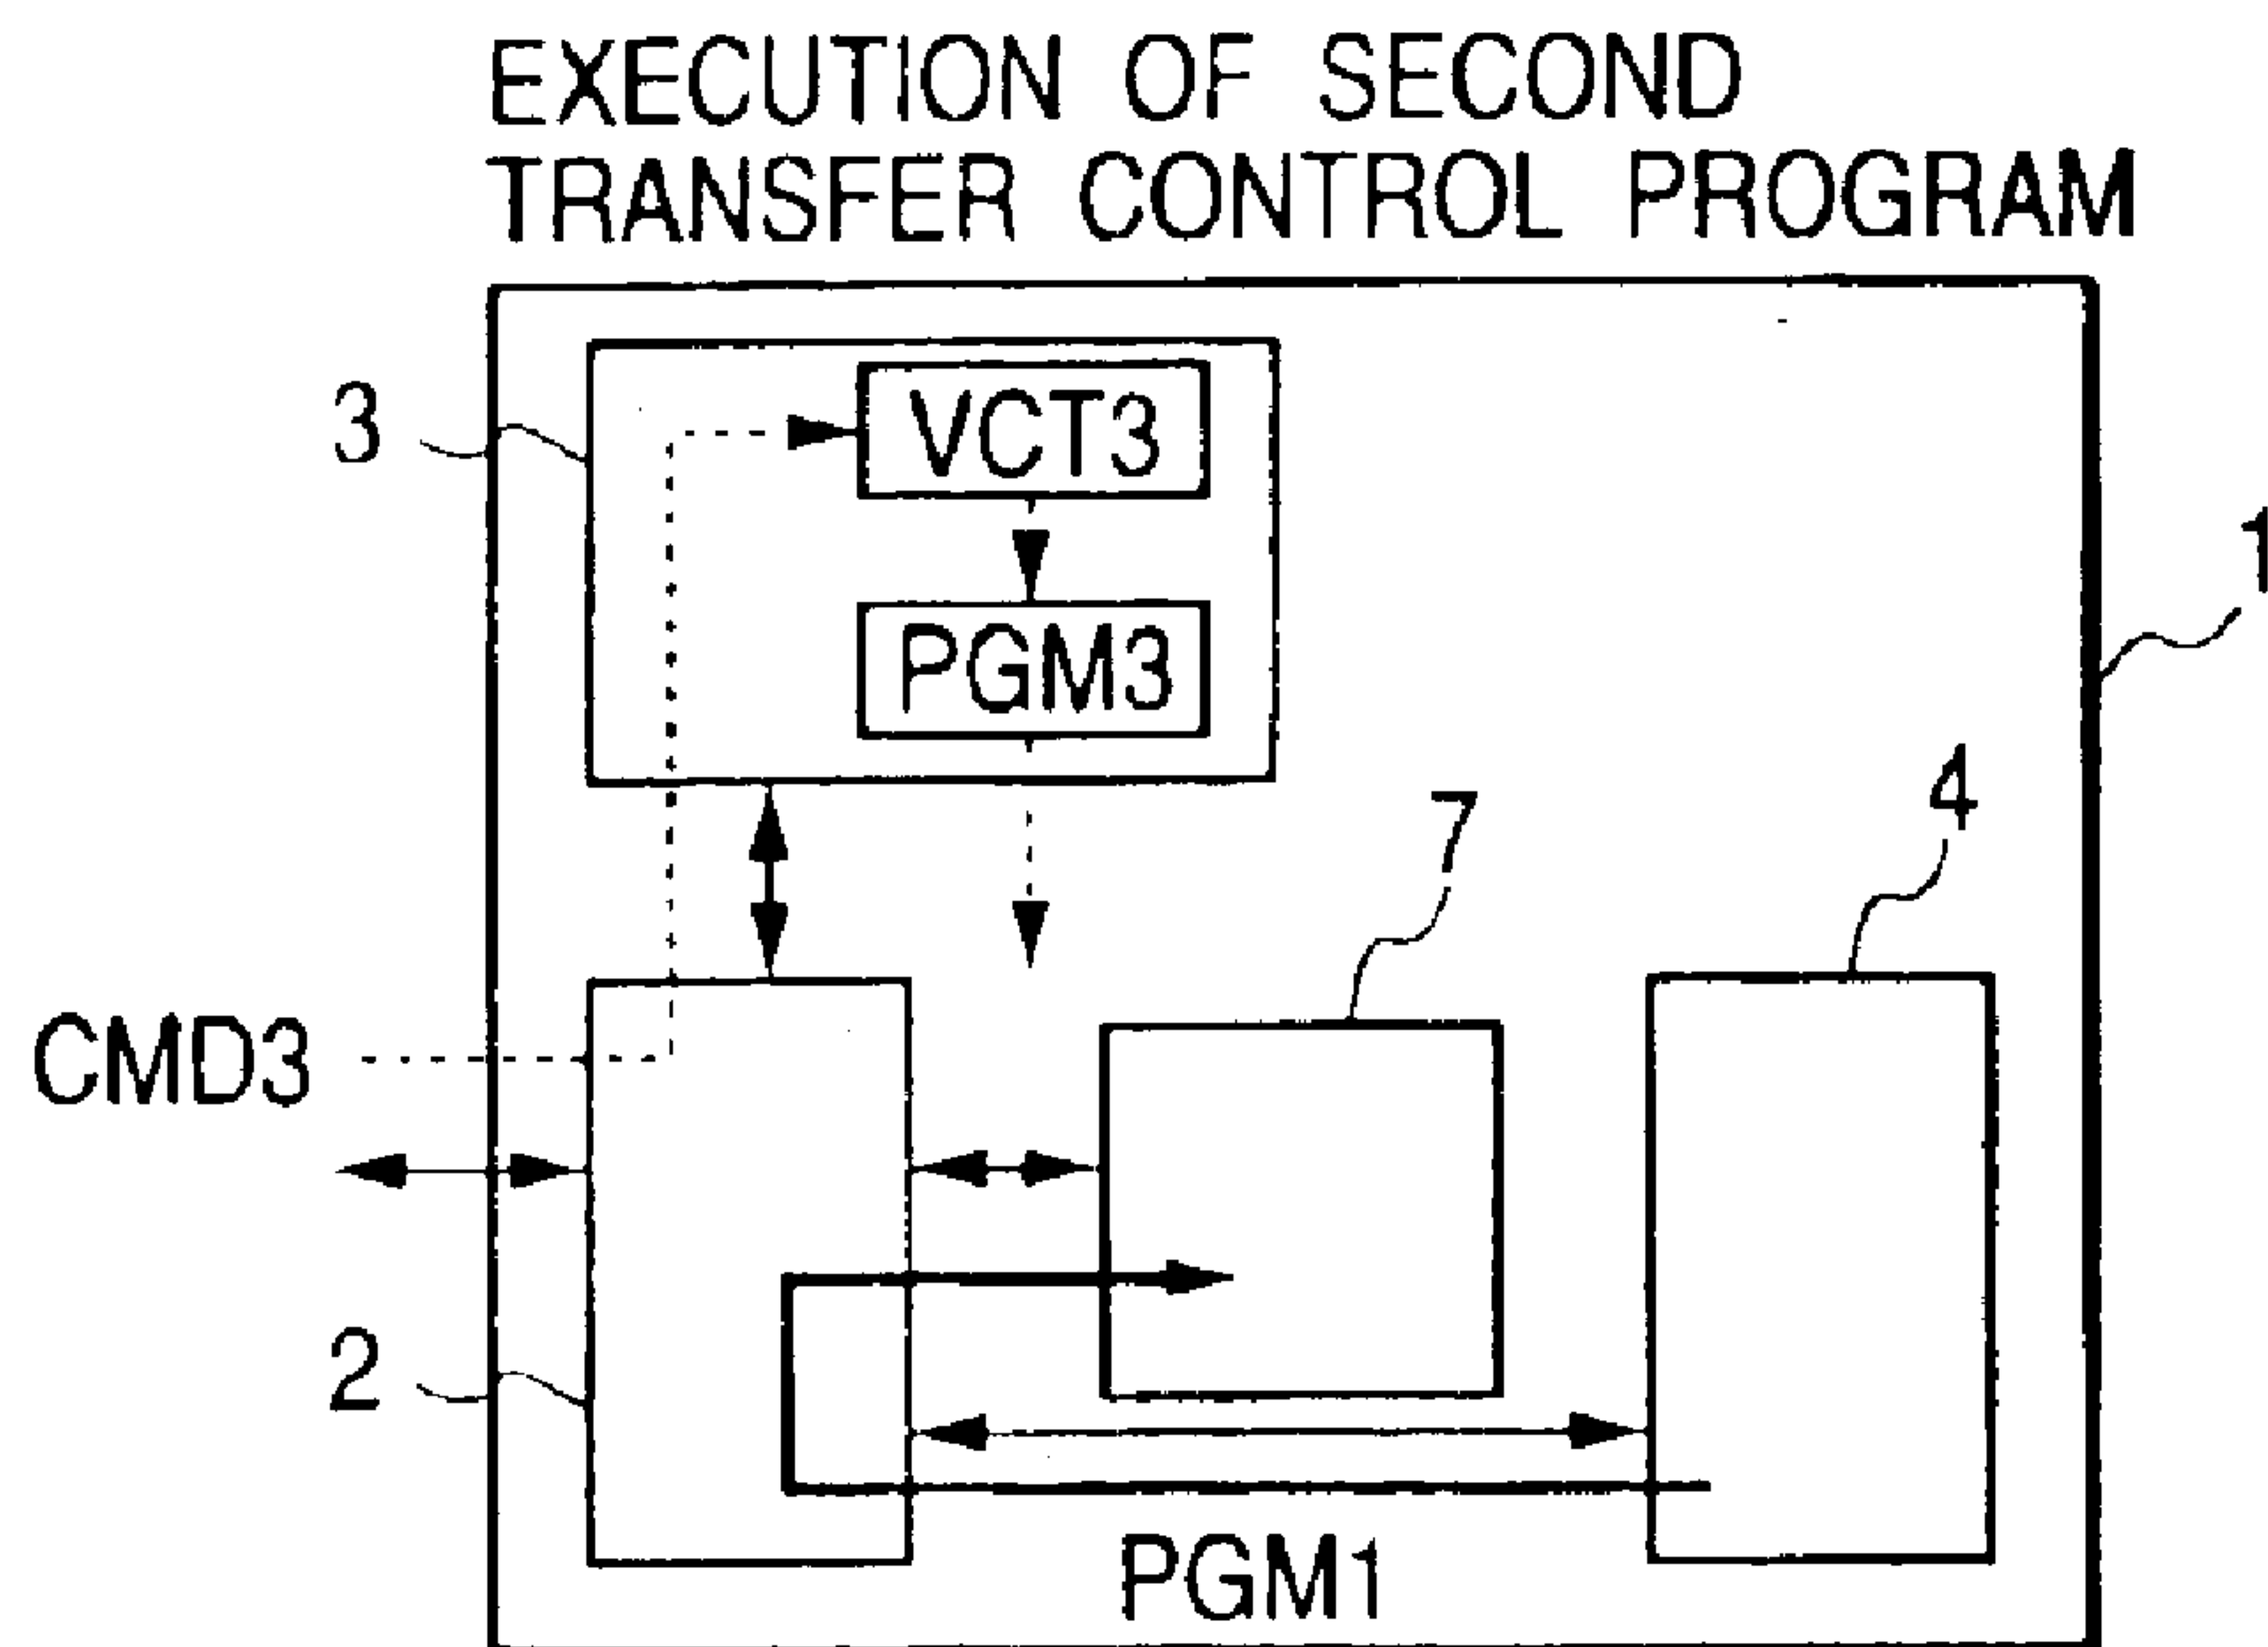 EXECUTION OF SECOND
TRANSFER CONTROL PROGRAM
3
VCT3
1
PGM3
7
4
CMD3
2
PGM1